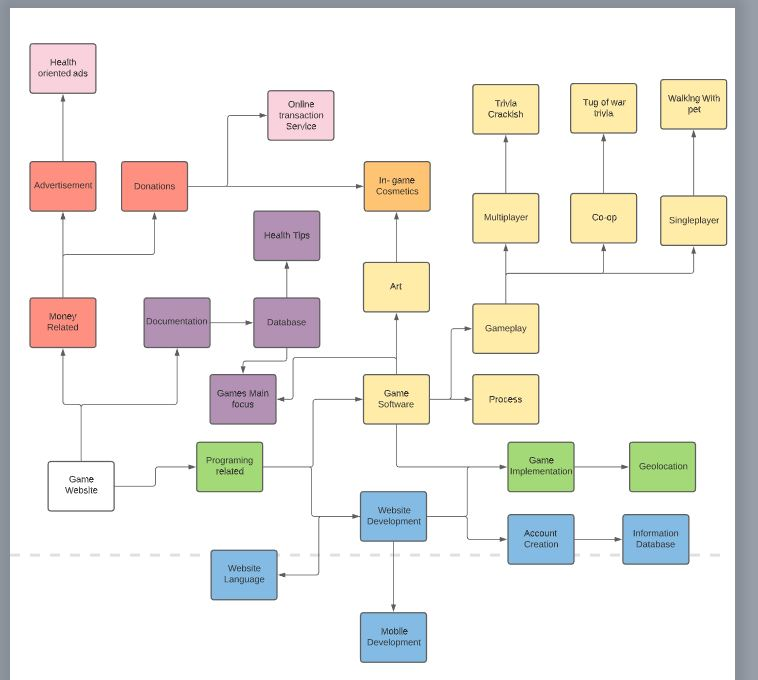 Health
oriented ads
Online
transaction
Service
Trivia
Crackish
Tug of war
trivia
Walking With
pet
Advertisement
Donations
In- game
Cosmetics
Multiplayer
Co-op
Singleplayer
Health Tips
Art
Money
Related
Documentation
Database
Gameplay
Games Main
focus
Game
Software
Process
Game
Website
Programing
related
Game
Implementation
Geolocation
Website
Development
Account
Creation
Information
Database
Website
Language
Mobile
Development